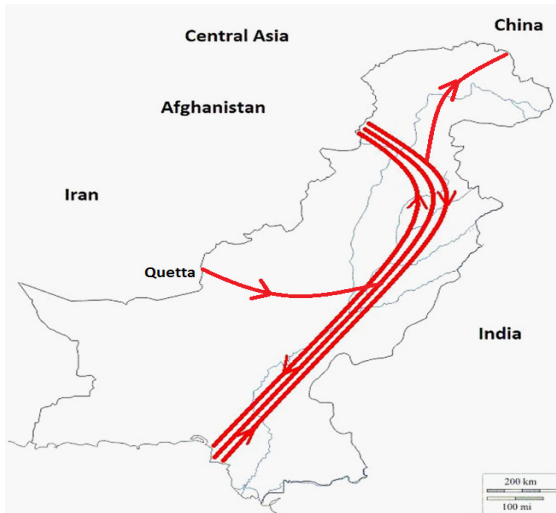 China
Central Asia
Afghanistan
Iran
Quetta
India
200 km
100 mi